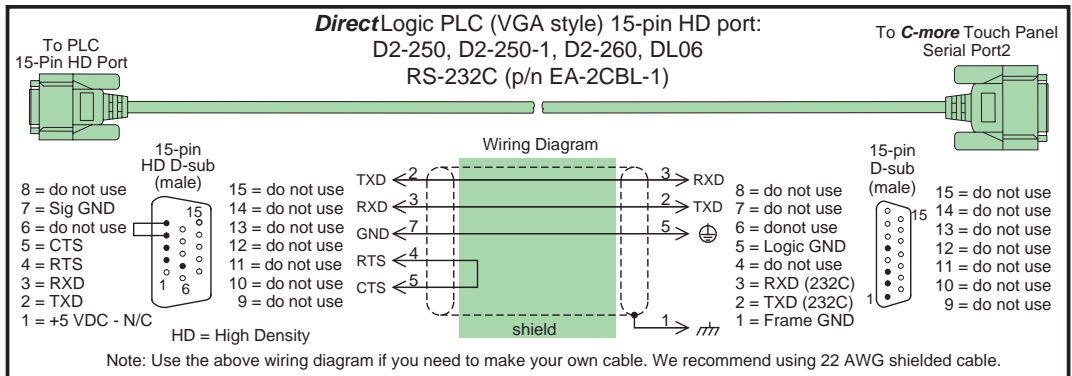 DirectLogic PLC (VGA style) 15-pin HD port:
D2-250, D2-250-1, D2-260, DL06
RS-232C (p/n EA-2CBL-1)
To PLC
15-Pin HD Port
To C-more Touch Panel
Serial Port2
15-pin
HD D-sub
(male)
8 = do not use
7 = Sig GND
6 = do not use
5 = CTS
4 = RTS
3 = RXD
2 = TXD
1 = +5 VDC - N/C
15
1
6
HD = High Density
15 = do not use
14 = do not use
13 = do not use
12 = do not use
11 = do not use
10 = do not use
9 = do not use
Wiring Diagram
TXD 2 3 RXD
RXD 3 2 TXD
GND 7 5
RTS 4
CTS 5
1
shield
8 = do not use
7 = do not use
6 = donot use
5 = Logic GND
4 = do not use
3 = RXD (232C)
2 = TXD (232C)
1 = Frame GND
15-pin
D-sub
(male)
15
1
15 = do not use
14 = do not use
13 = do not use
12 = do not use
11 = do not use
10 = do not use
9 = do not use
Note: Use the above wiring diagram if you need to make your own cable. We recommend using 22 AWG shielded cable.